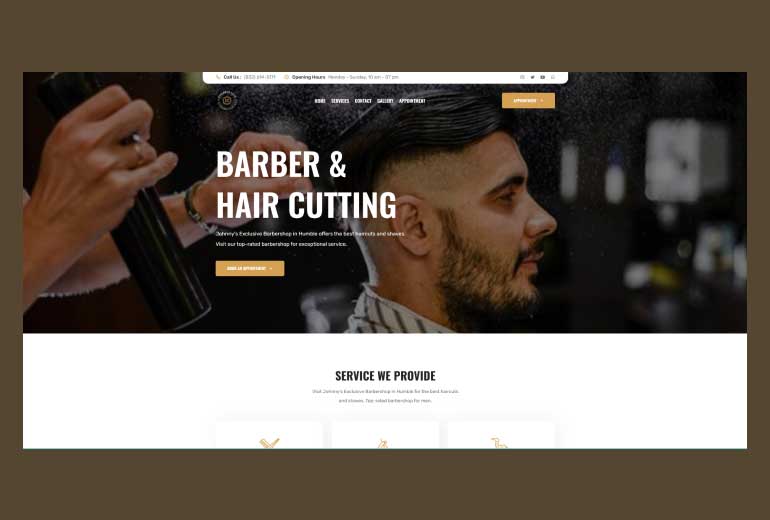 Call Us :
Opening Hours Monday - Sunday, 10 am - 07 pm
HOME SERVICES CONTACT GALLERY APPOINTMENT
APPOINTMENT
BARBER &
HAIR CUTTING
Johnny's Exclusive Barbershop in Humble offers the best haircuts and shaves.
Visit our top-rated barbershop for exceptional service.
BOOK AN APPOINTMENT
SERVICE WE PROVIDE
Visit Johnny's Exclusive Barbershop in Humble for the best haircuts
and shaves. Top-rated barbershop for men.